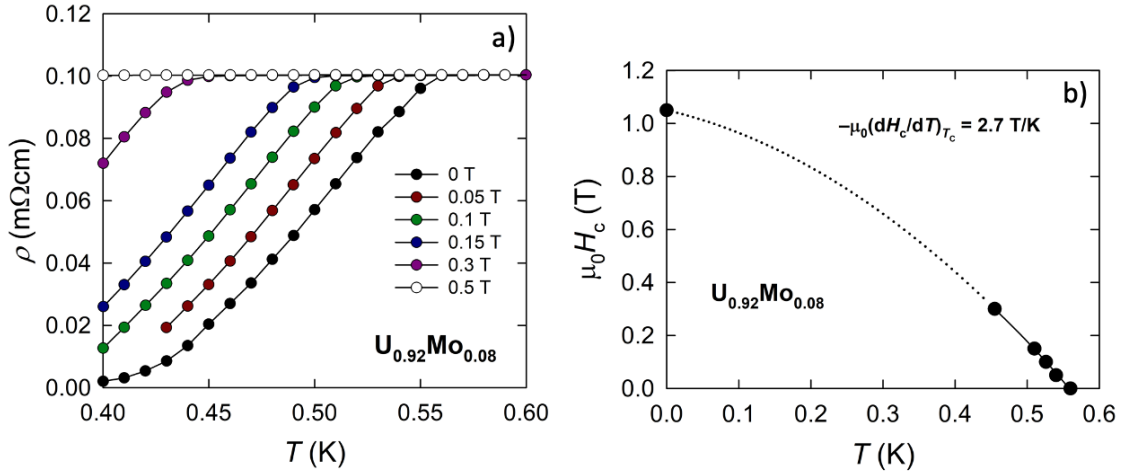 a)
0.12
0.10
0.08
0.06
0.04
0.02
0.00
ρ (mΩcm)
0 T
0.05 T
0.1 T
0.15 T
0.3 T
0.5 T
U0.92Mo0.08
0.40 0.45 0.50 0.55 0.60
T (K)
b)
1.2
1.0
0.8
0.6
0.4
0.2
0.0
μ0Hc (T)
–μ0(dHc/dT)Tc = 2.7 T/K
U0.92Mo0.08
0.0 0.1 0.2 0.3 0.4 0.5 0.6
T (K)